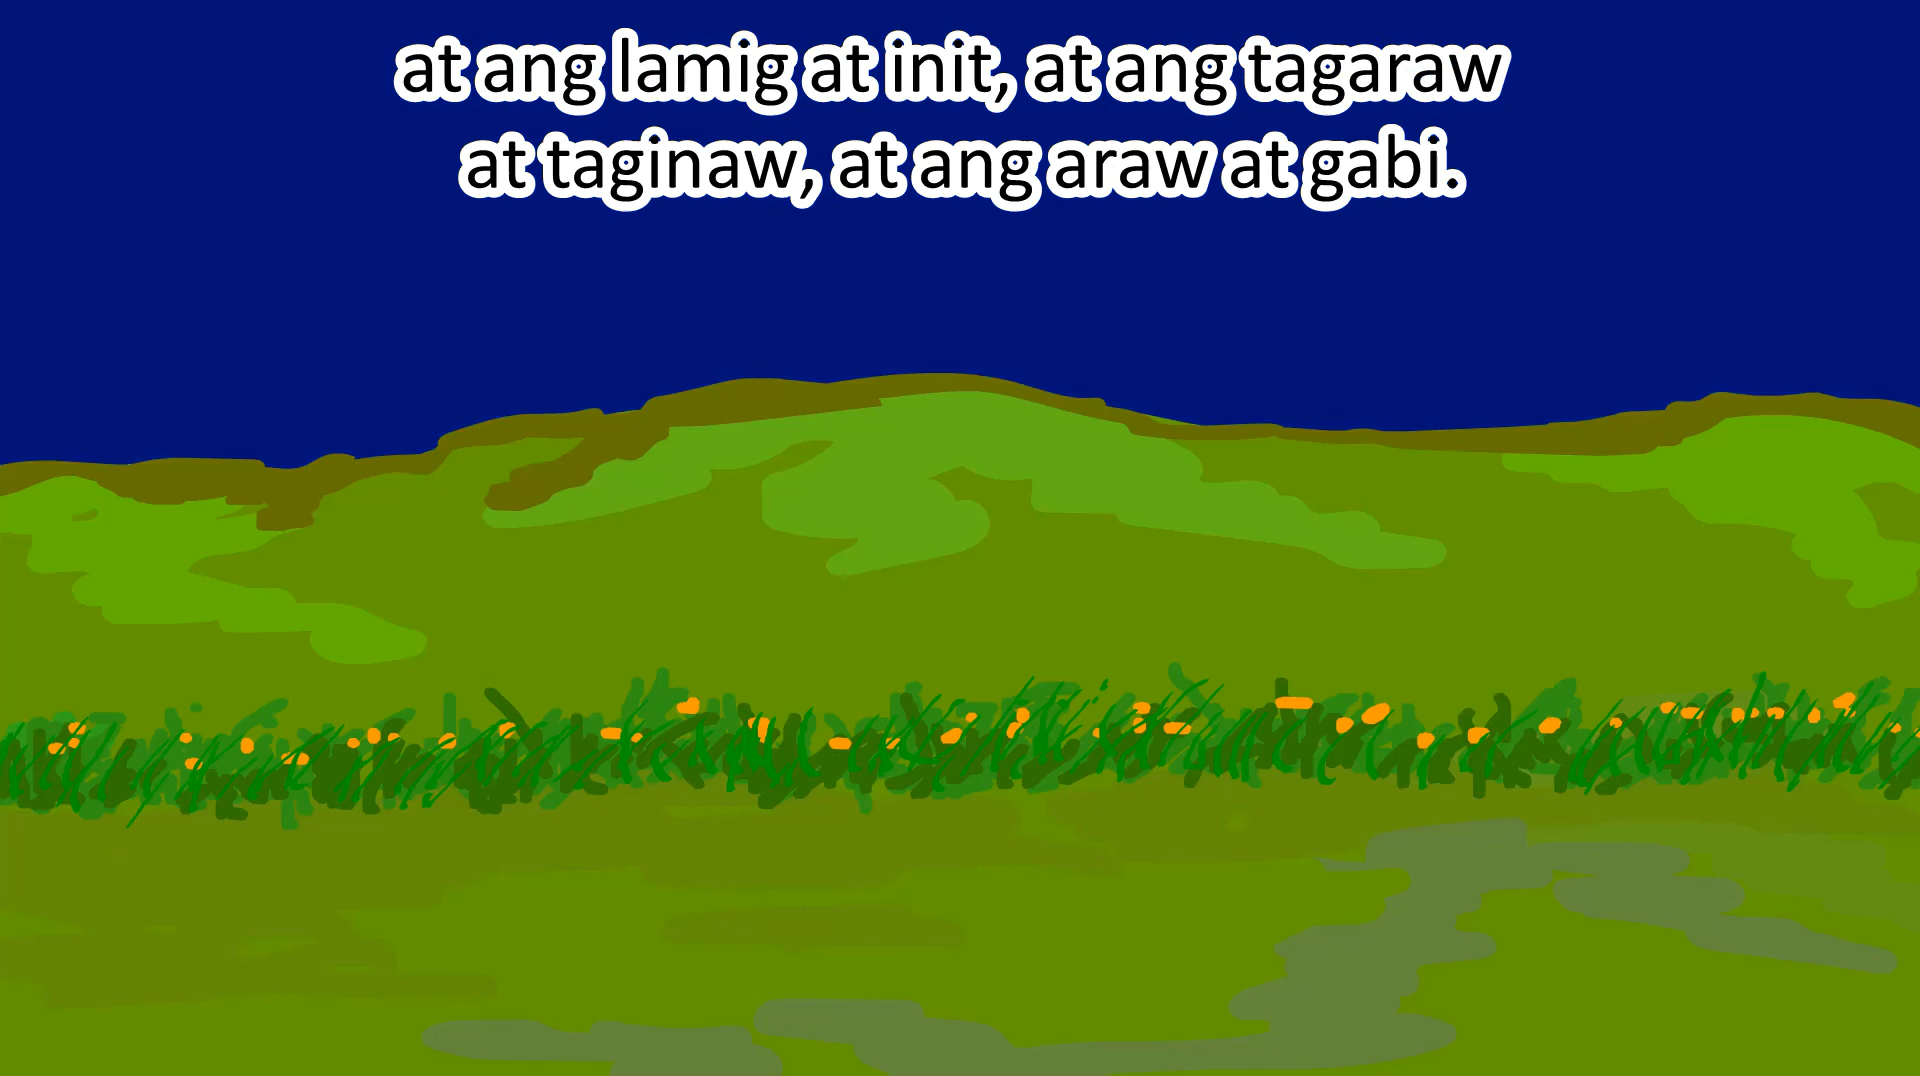 at ang lamig at init, at ang tagaraw
at taginaw, at ang araw at gabi.